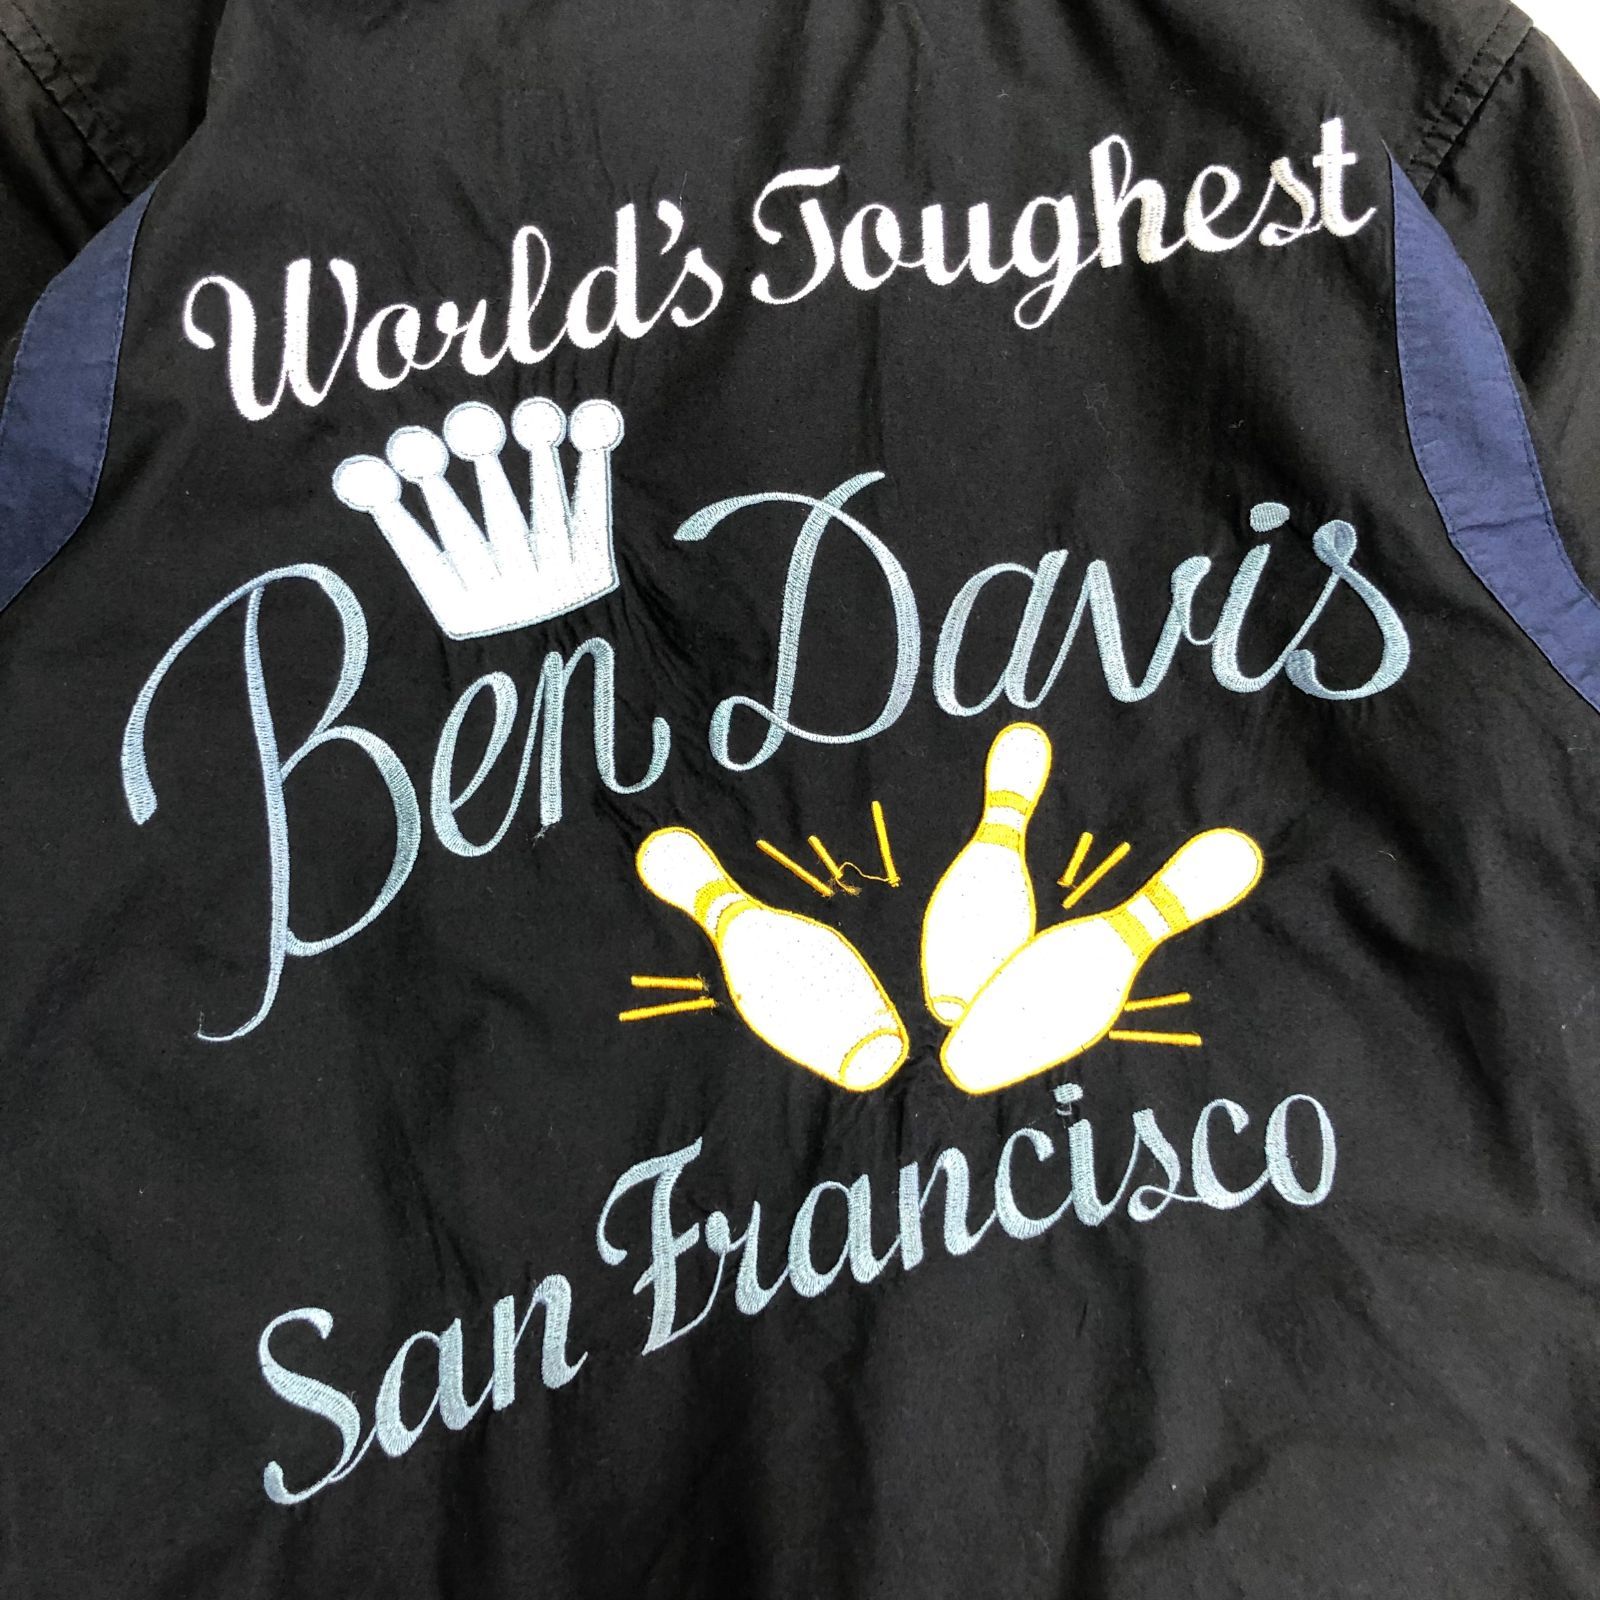 World's Toughest
Ben Davis
San Francisco